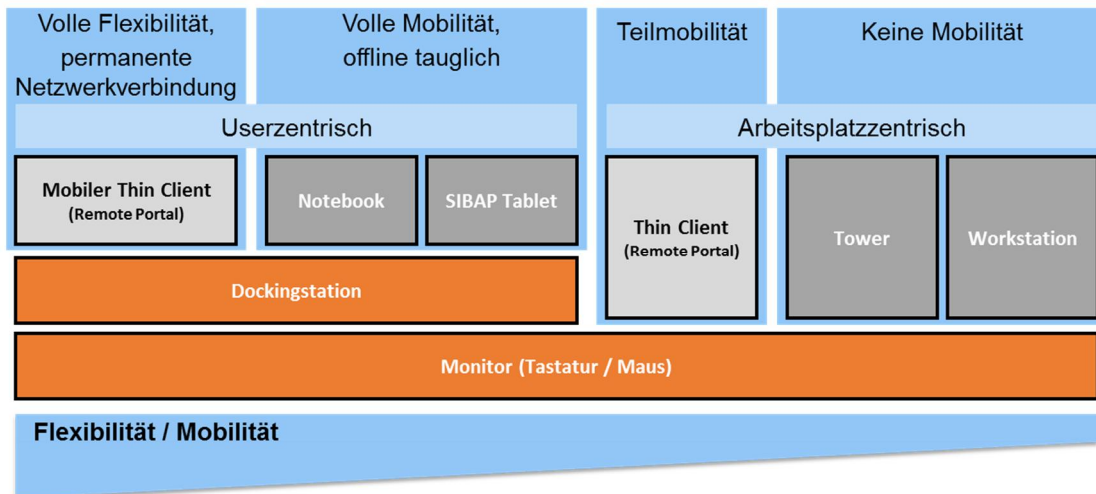 Volle Flexibilität,
permanente
Netzwerkverbindung
Volle Mobilität,
offline tauglich
Teilmobilität
Keine Mobilität
Userzentrisch
Arbeitsplatzzentrisch
Mobiler Thin Client
(Remote Portal)
Notebook
SIBAP Tablet
Thin Client
(Remote Portal)
Tower
Workstation
Dockingstation
Monitor (Tastatur / Maus)
Flexibilität / Mobilität